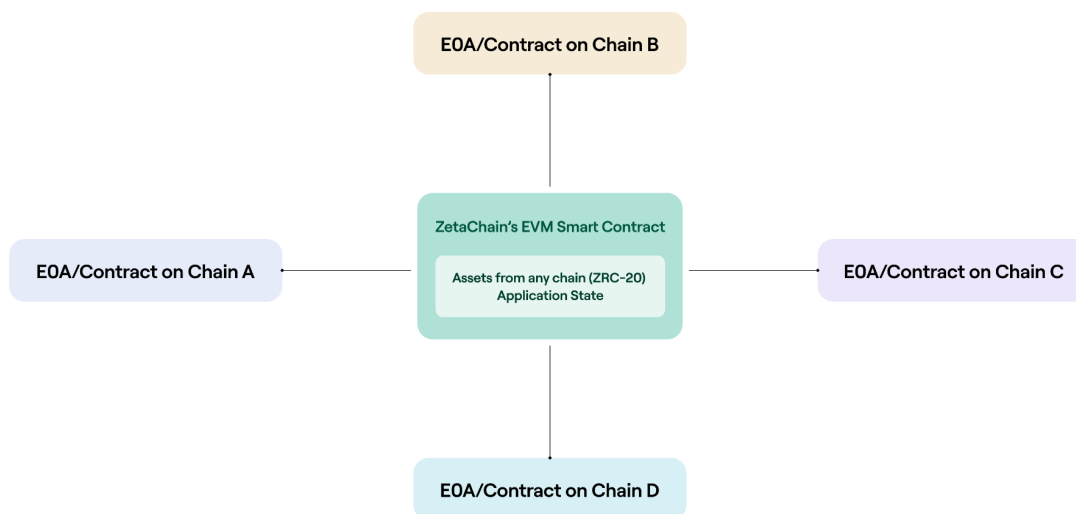 E0A/Contract on Chain B
ZetaChain’s EVM Smart Contract
E0A/Contract on Chain A
Assets from any chain (ZRC-20)
Application State
E0A/Contract on Chain C
E0A/Contract on Chain D